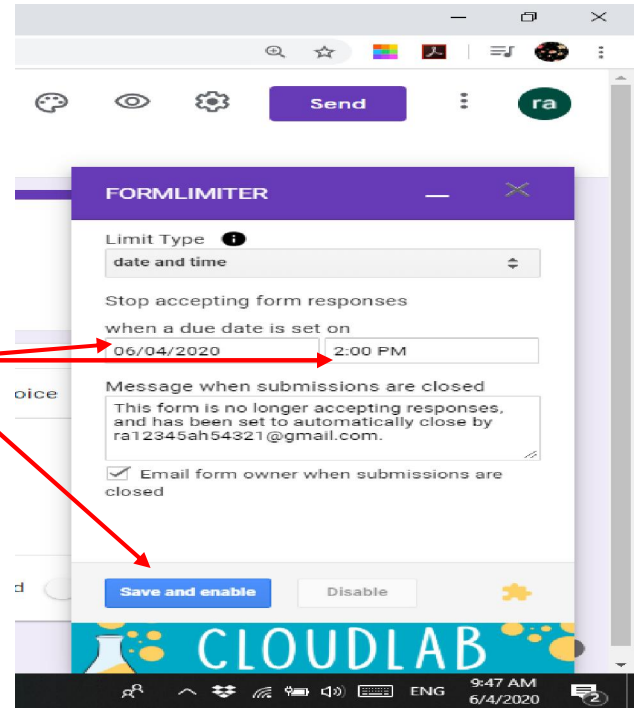 Send
ra
FORMLIMITER
Limit Type
date and time
Stop accepting form responses
when a due date is set on
06/04/2020 2:00 PM
oice
Message when submissions are closed
This form is no longer accepting responses,
and has been set to automatically close by
ra12345ah54321@gmail.com.
Email form owner when submissions are
closed
d
Save and enable Disable
CLOUDLAB
ENG
9:47 AM
6/4/2020
2